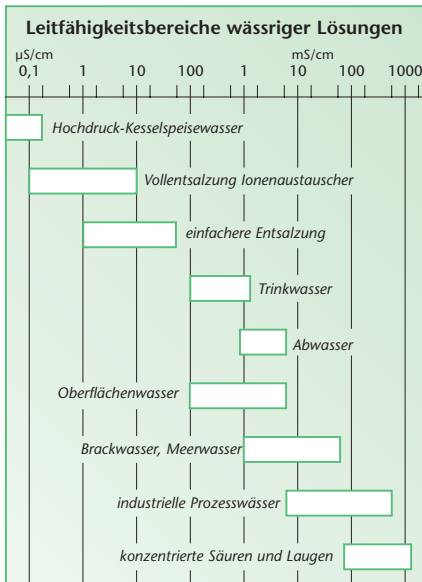 Leitfähigkeitsbereiche wässriger Lösungen
µS/cm mS/cm
0,1 1 10 100 1 10 100 1000
Hochdruck-Kesselspeisewasser
Vollentsalzung Ionenaustauscher
einfachere Entsalzung
Trinkwasser
Abwasser
Oberflächenwasser
Brackwasser, Meerwasser
industrielle Prozesswässer
konzentrierte Säuren und Laugen